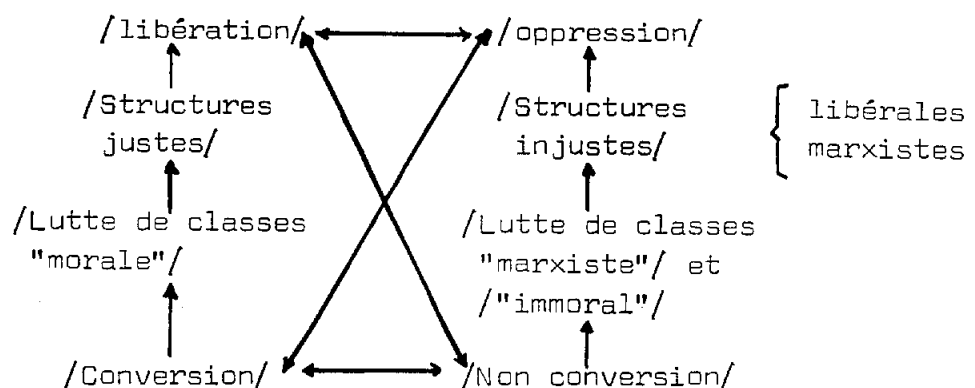 /libération/ /oppression/
/Structures justes/ /Structures injustes/ { libérales marxistes
/Lutte de classes "morale"/ /Lutte de classes "marxiste"/ et /"immoral"/
/Conversion/ /Non conversion/